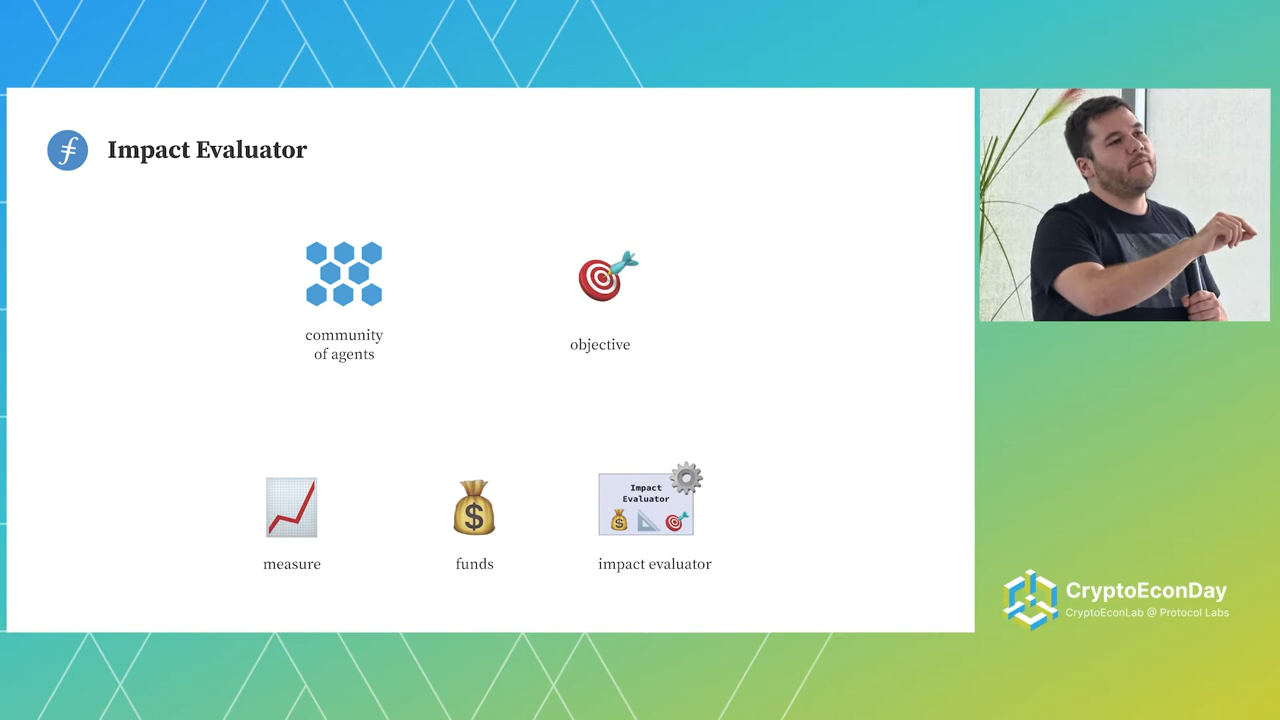 Impact Evaluator
community
of agents
objective
Impact
Evaluator
measure
funds
impact evaluator
CryptoEconDay
CryptoEconLab @ Protocol Labs